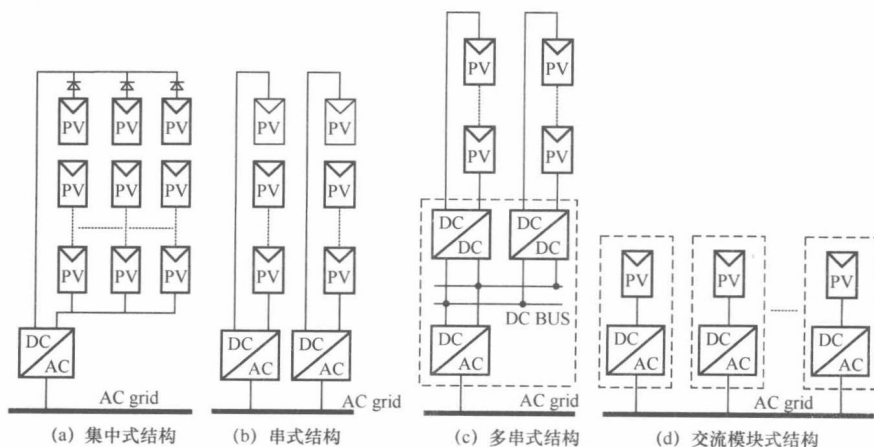 PV PV PV
PV PV PV
PV PV PV
DC
AC
AC grid
(a) 集中式结构
PV PV
PV PV
PV PV
DC DC
AC AC
AC grid
(b) 串式结构
PV PV
PV PV
DC DC
DC DC
DC BUS
DC
AC
AC grid
(c) 多串式结构
PV PV PV
DC DC DC
AC AC AC
AC grid
(d) 交流模块式结构